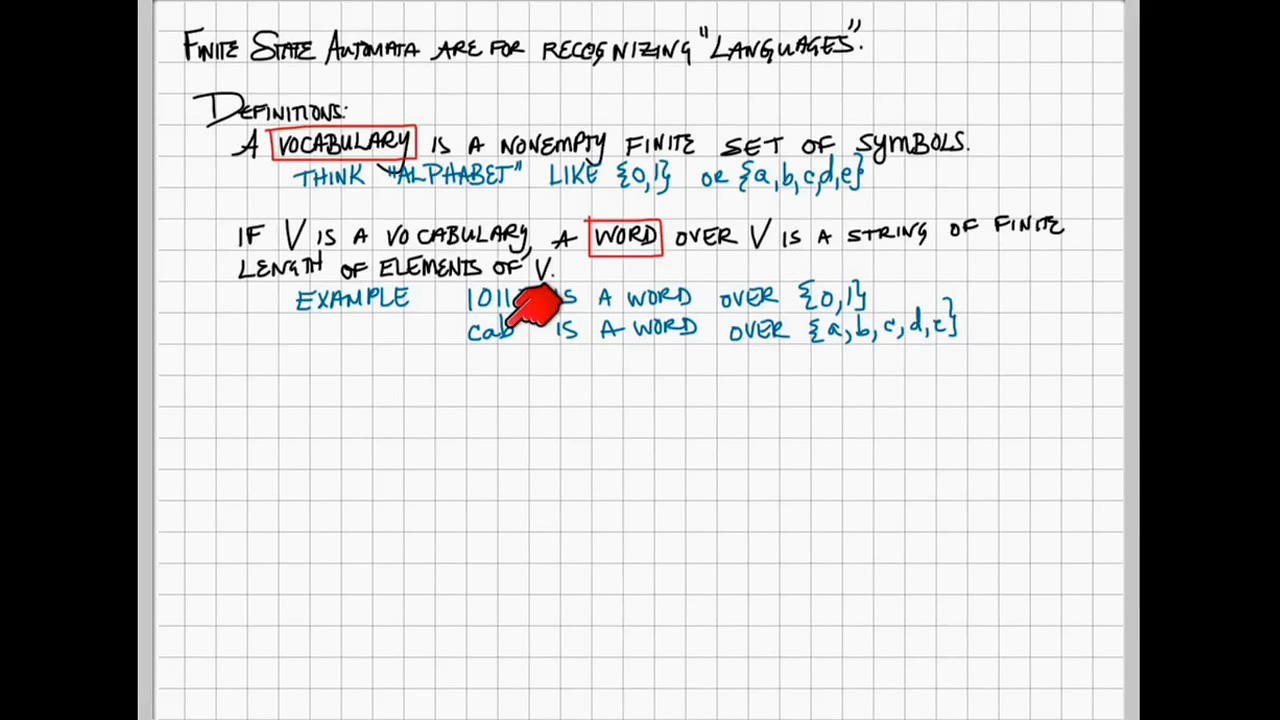 FINITE STATE AUTOMATA ARE FOR RECOGNIZING "LANGUAGES".
DEFINITIONS:
A VOCABULARY IS A NONEMPTY FINITE SET OF SYMBOLS.
THINK "ALPHABET" LIKE {0,1} OR {a,b,c,d,e}
IF V IS A VOCABULARY, A WORD OVER V IS A STRING OF FINITE
LENGTH OF ELEMENTS OF V.
EXAMPLE IS A WORD OVER {0,1}
cab IS A WORD OVER {a,b,c,d,e}